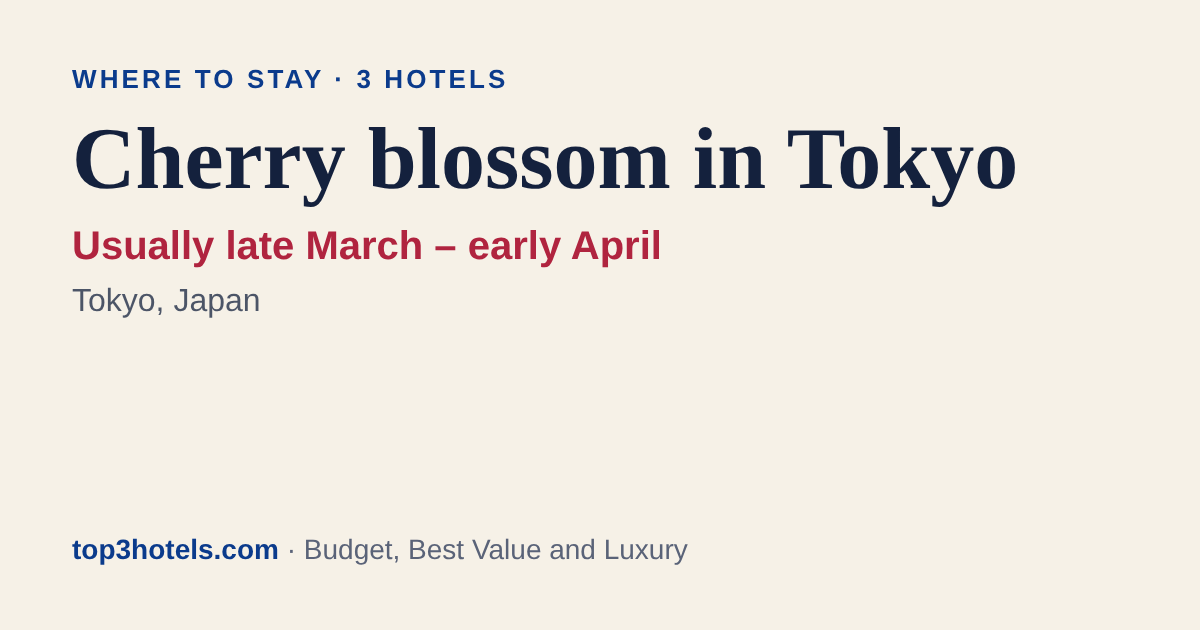 WHERE TO STAY · 3 HOTELS
Cherry blossom in Tokyo
Usually late March – early April
Tokyo, Japan
top3hotels.com · Budget, Best Value and Luxury